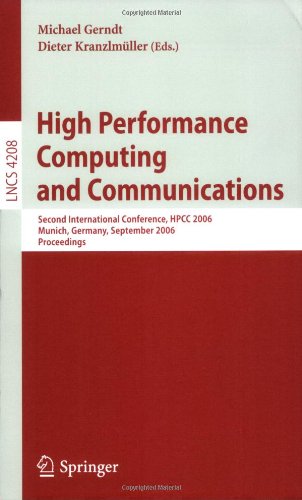 Copyrighted Material
Michael Gerndt
Dieter Kranzlmüller (Eds.)
LNCS 4208
High Performance
Computing
and Communications
Second International Conference, HPCC 2006
Munich, Germany, September 2006
Proceedings
Springer
Copyrighted Material